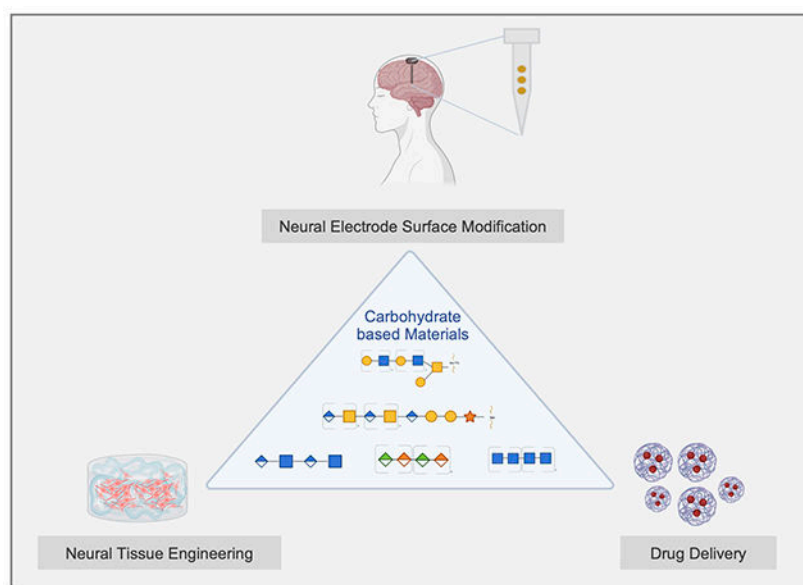 Neural Electrode Surface Modification
Carbohydrate
based Materials
Neural Tissue Engineering
Drug Delivery